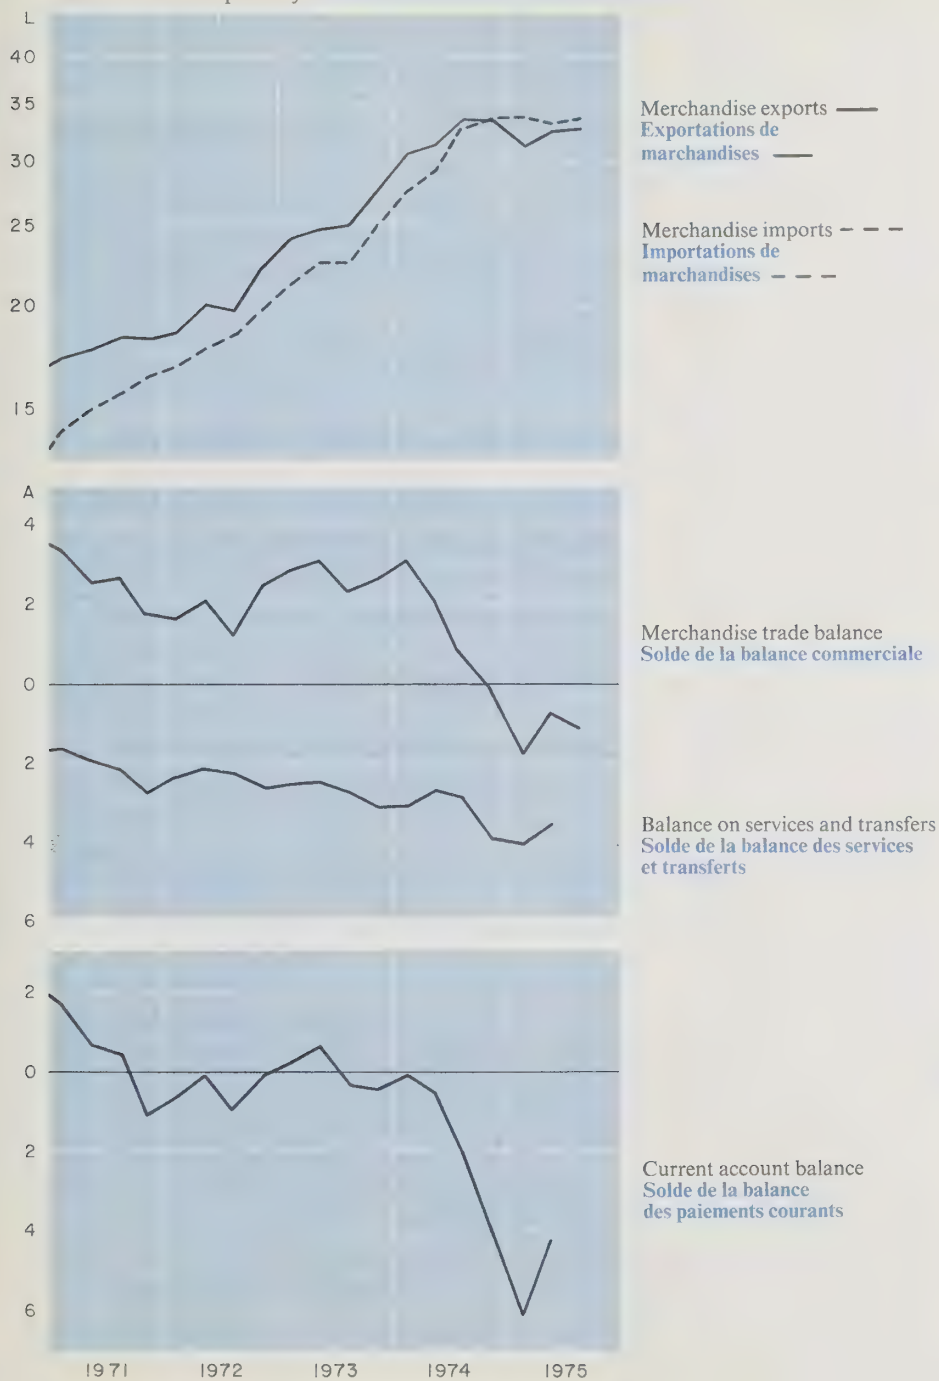 L
40
35
30
25
20
15
Merchandise exports
Exportations de
marchandises
Merchandise imports
Importations de
marchandises
A
4
2
0
2
4
6
Merchandise trade balance
Solde de la balance commerciale
Balance on services and transfers
Solde de la balance des services
et transferts
2
0
2
4
6
Current account balance
Solde de la balance
des paiements courants
1971 1972 1973 1974 1975